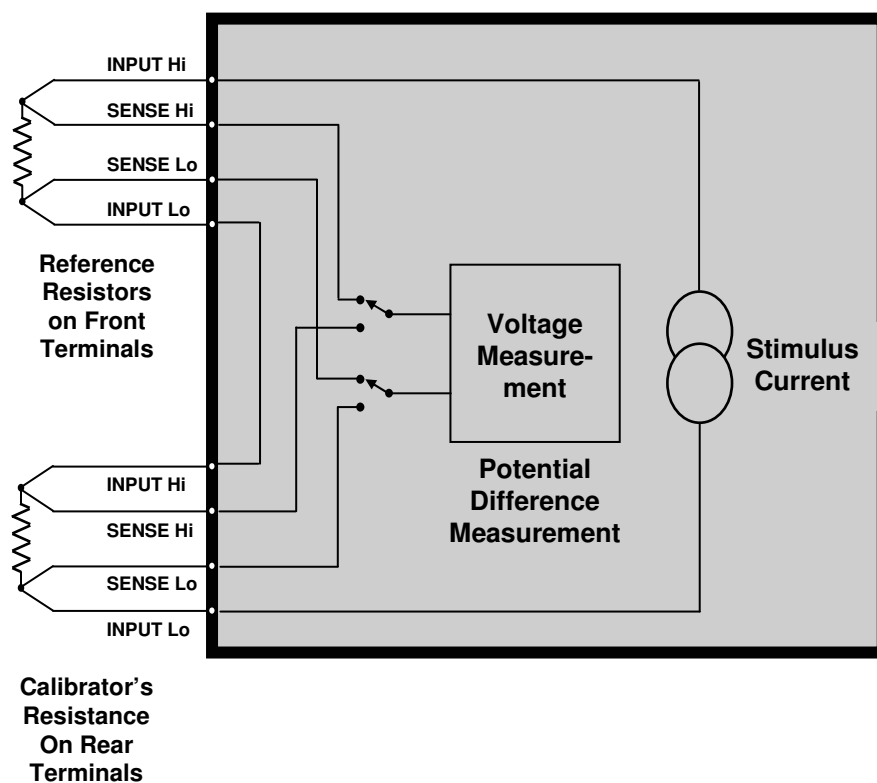 INPUT Hi
SENSE Hi
SENSE Lo
INPUT Lo
Reference
Resistors
on Front
Terminals
Voltage
Measure-
ment
Stimulus
Current
Potential
Difference
Measurement
INPUT Hi
SENSE Hi
SENSE Lo
INPUT Lo
Calibrator’s
Resistance
On Rear
Terminals